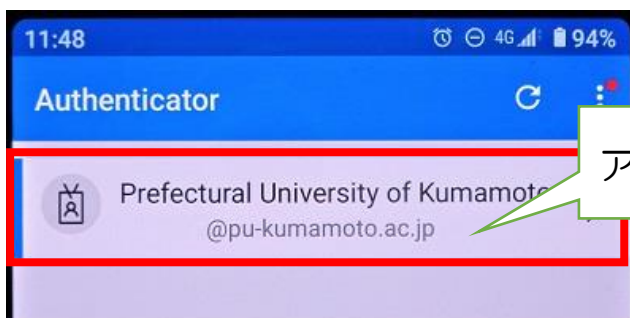 11:48 4G 94%
Authenticator
Prefectural University of Kumamoto
@pu-kumamoto.ac.jp
ア